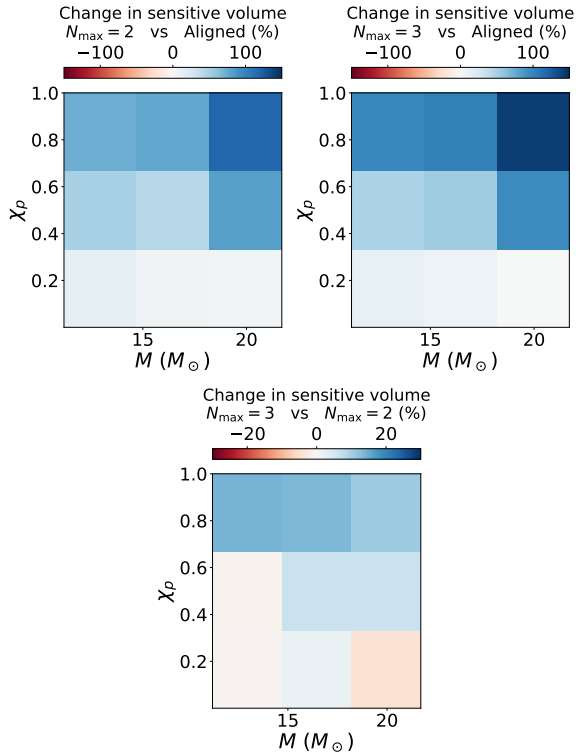 Change in sensitive volume
N_max = 2 vs Aligned (%)
−100 0 100
1.0
0.8
0.6
0.4
0.2
χ_p
15 20
M (M_⊙)
Change in sensitive volume
N_max = 3 vs Aligned (%)
−100 0 100
1.0
0.8
0.6
0.4
0.2
χ_p
15 20
M (M_⊙)
Change in sensitive volume
N_max = 3 vs N_max = 2 (%)
−20 0 20
1.0
0.8
0.6
0.4
0.2
χ_p
15 20
M (M_⊙)